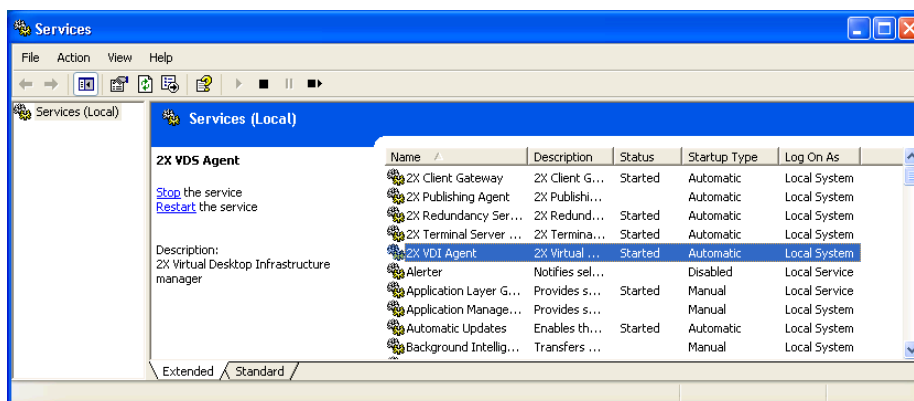 Services
File Action View Help
Services (Local)
Services (Local)
2X VDS Agent
Stop the service
Restart the service
Description:
2X Virtual Desktop Infrastructure
manager
Name Description Status Startup Type Log On As
2X Client Gateway 2X Client G... Started Automatic Local System
2X Publishing Agent 2X Publishi... Automatic Local System
2X Redundancy Ser... 2X Redund... Started Automatic Local System
2X Terminal Server ... 2X Termina... Started Automatic Local System
2X VDI Agent 2X Virtual ... Started Automatic Local System
Alerter Notifies sel... Disabled Local Service
Application Layer G... Provides s... Started Manual Local Service
Application Manage... Provides s... Manual Local System
Automatic Updates Enables th... Started Automatic Local System
Background Intellig... Transfers ... Manual Local System
Extended Standard